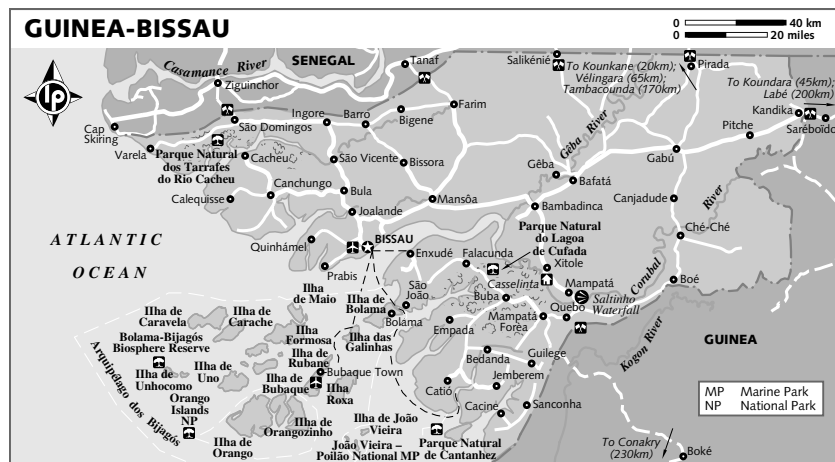 GUINEA-BISSAU
0 40 km
0 20 miles
lp
Casamance River
SENEGAL
Tanaf
Salikénié
To Kounkane (20km);
Vélingara (65km);
Tambacounda (170km)
Pirada
To Koundara (45km);
Labé (200km)
Kandika
Saréboïdo
Ziguinchor
Cap
Skiring
Varela
São Domingos
Ingore
Barro
Bigene
Farim
Pitche
Parque Natural
dos Tarrafes
do Rio Cacheu
Cacheu
São Vicente
Bissora
Gêba River
Gêba
Bafatá
Gabú
Canchungo
Bula
Calequisse
Mansôa
Canjadude
Joalande
Bambadinca
ATLANTIC
OCEAN
Quinhámel
BISSAU
Prabis
Enxudé
Falacunda
Parque Natural
do Lagoa
de Cufada
Xitole
Corubal River
Ché-Ché
Boé
Ilha
de Maio
São
João
Casselinta
Mampatá
Saltinho
Waterfall
Ilha de
Caravela
Ilha de
Carache
Ilha de
Bolama
Bolama
Buba
Quebo
Bolama-Bijagós
Biosphere Reserve
Ilha
Formosa
Ilha das
Galinhas
Empada
Mampatá
Forèa
Kogon River
GUINEA
Ilha de
Rubane
Bubaque Town
Bedanda
Guilege
Ilha de
Unhocomo
Ilha de
Uno
Ilha de
Bubaque
Ilha
Roxa
Catió
Jemberem
Orango
Islands
NP
Arquipélago dos Bijagós
Caciné
Sanconha
MP Marine Park
NP National Park
Ilha de
Orango
Ilha de
Orangozinho
Ilha de João
Vieira
João Vieira –
Poilão National MP
Parque Natural
de Cantanhez
To Conakry
(230km)
Boké